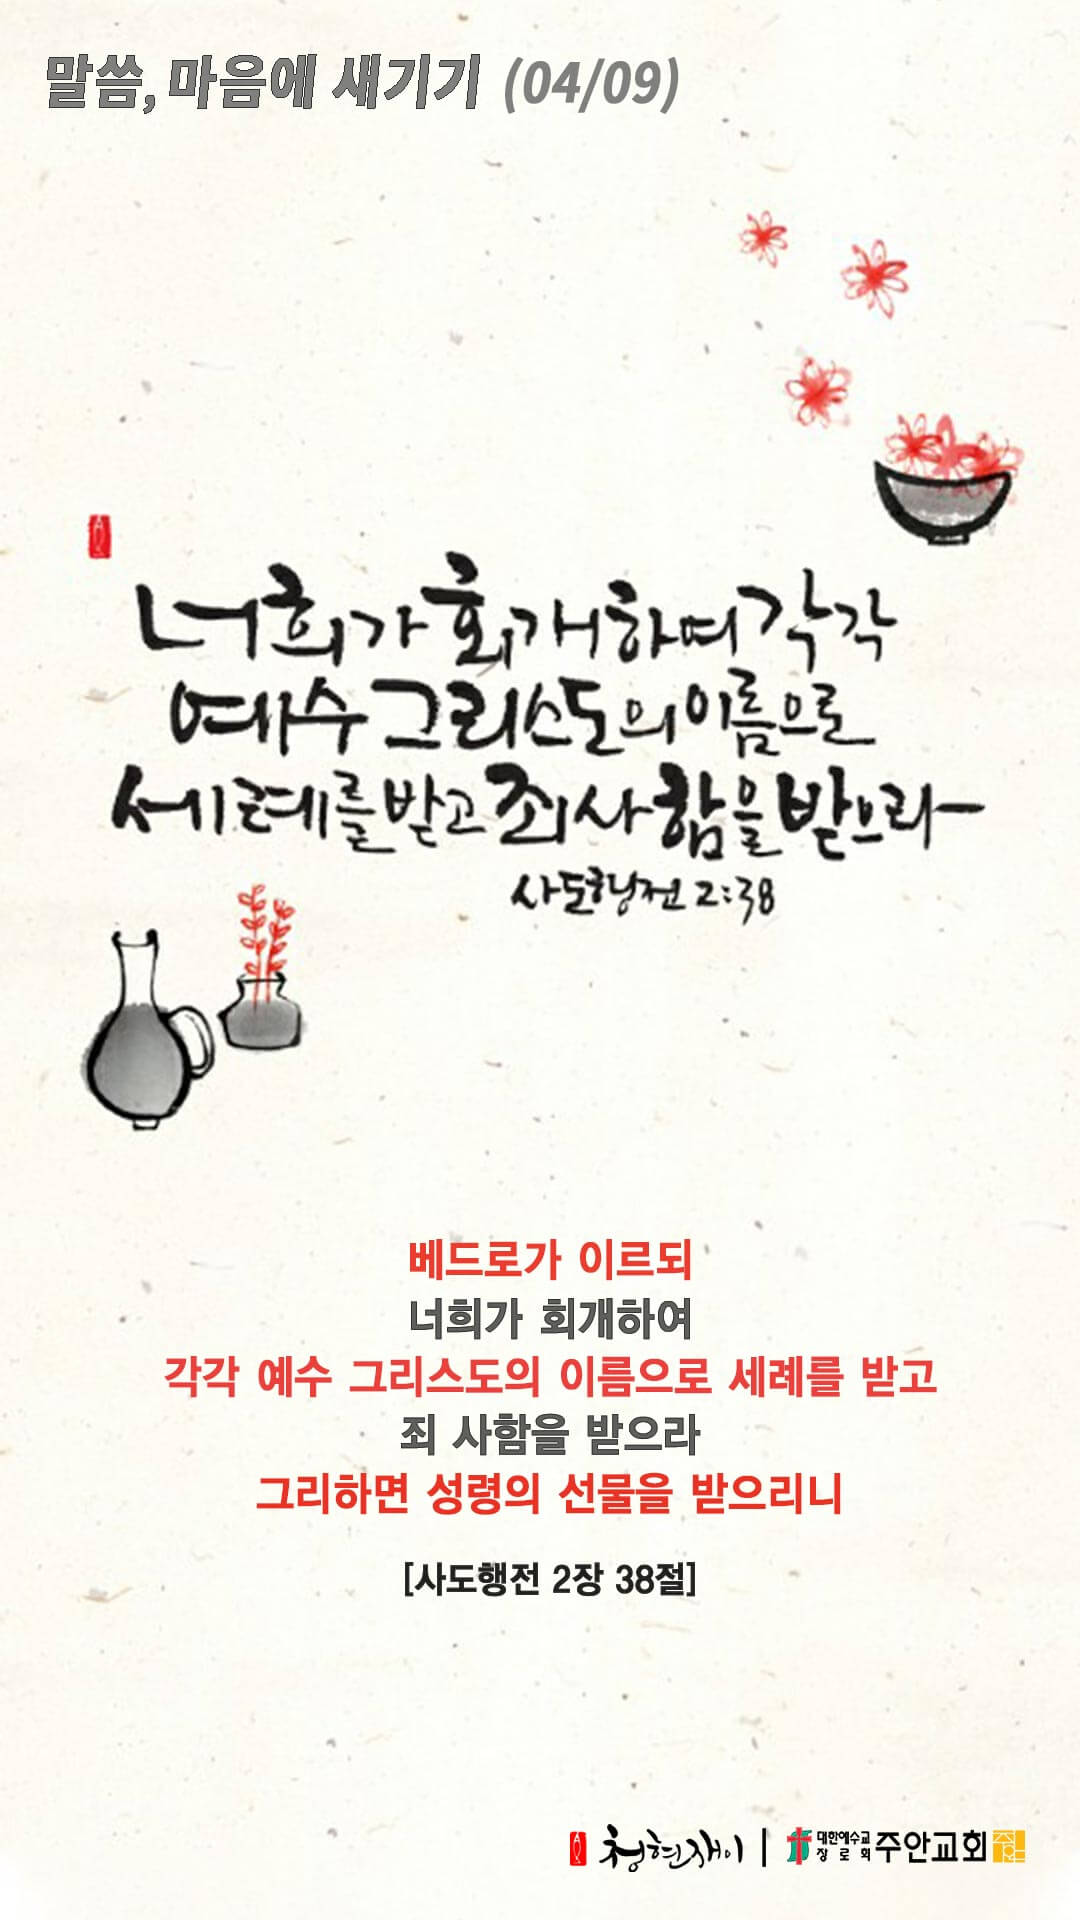 말씀, 마음에 새기기 (04/09)
너희가 회개하여 각각
예수 그리스도의 이름으로
세례를 받고 죄 사함을 받으라
사도행전 2:38
베드로가 이르되
너희가 회개하여
각각 예수 그리스도의 이름으로 세례를 받고
죄 사함을 받으라
그리하면 성령의 선물을 받으리니
[사도행전 2장 38절]
청현재이 | 대한예수교장로회 주안교회